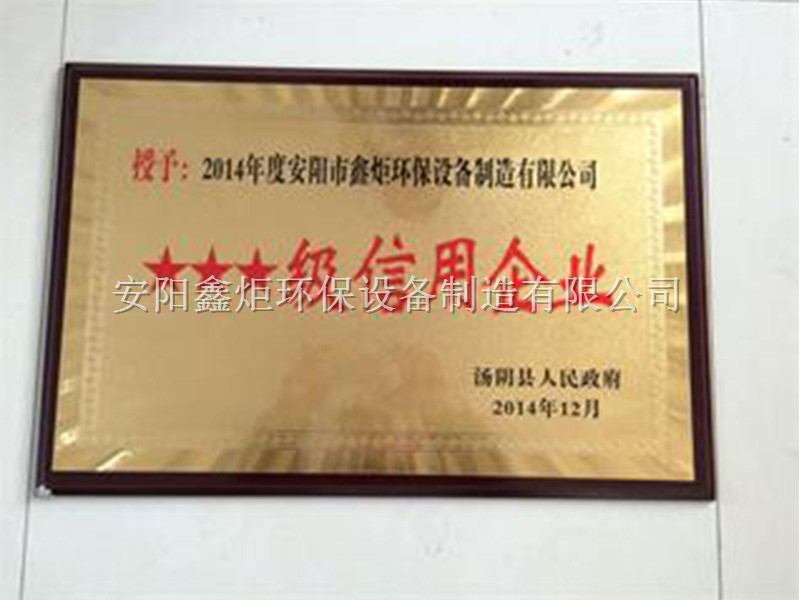 授予：2014年度安阳市鑫炬环保设备制造有限公司
★★★级信用企业
安阳鑫炬环保设备制造有限公司
汤阴县人民政府
2014年12月